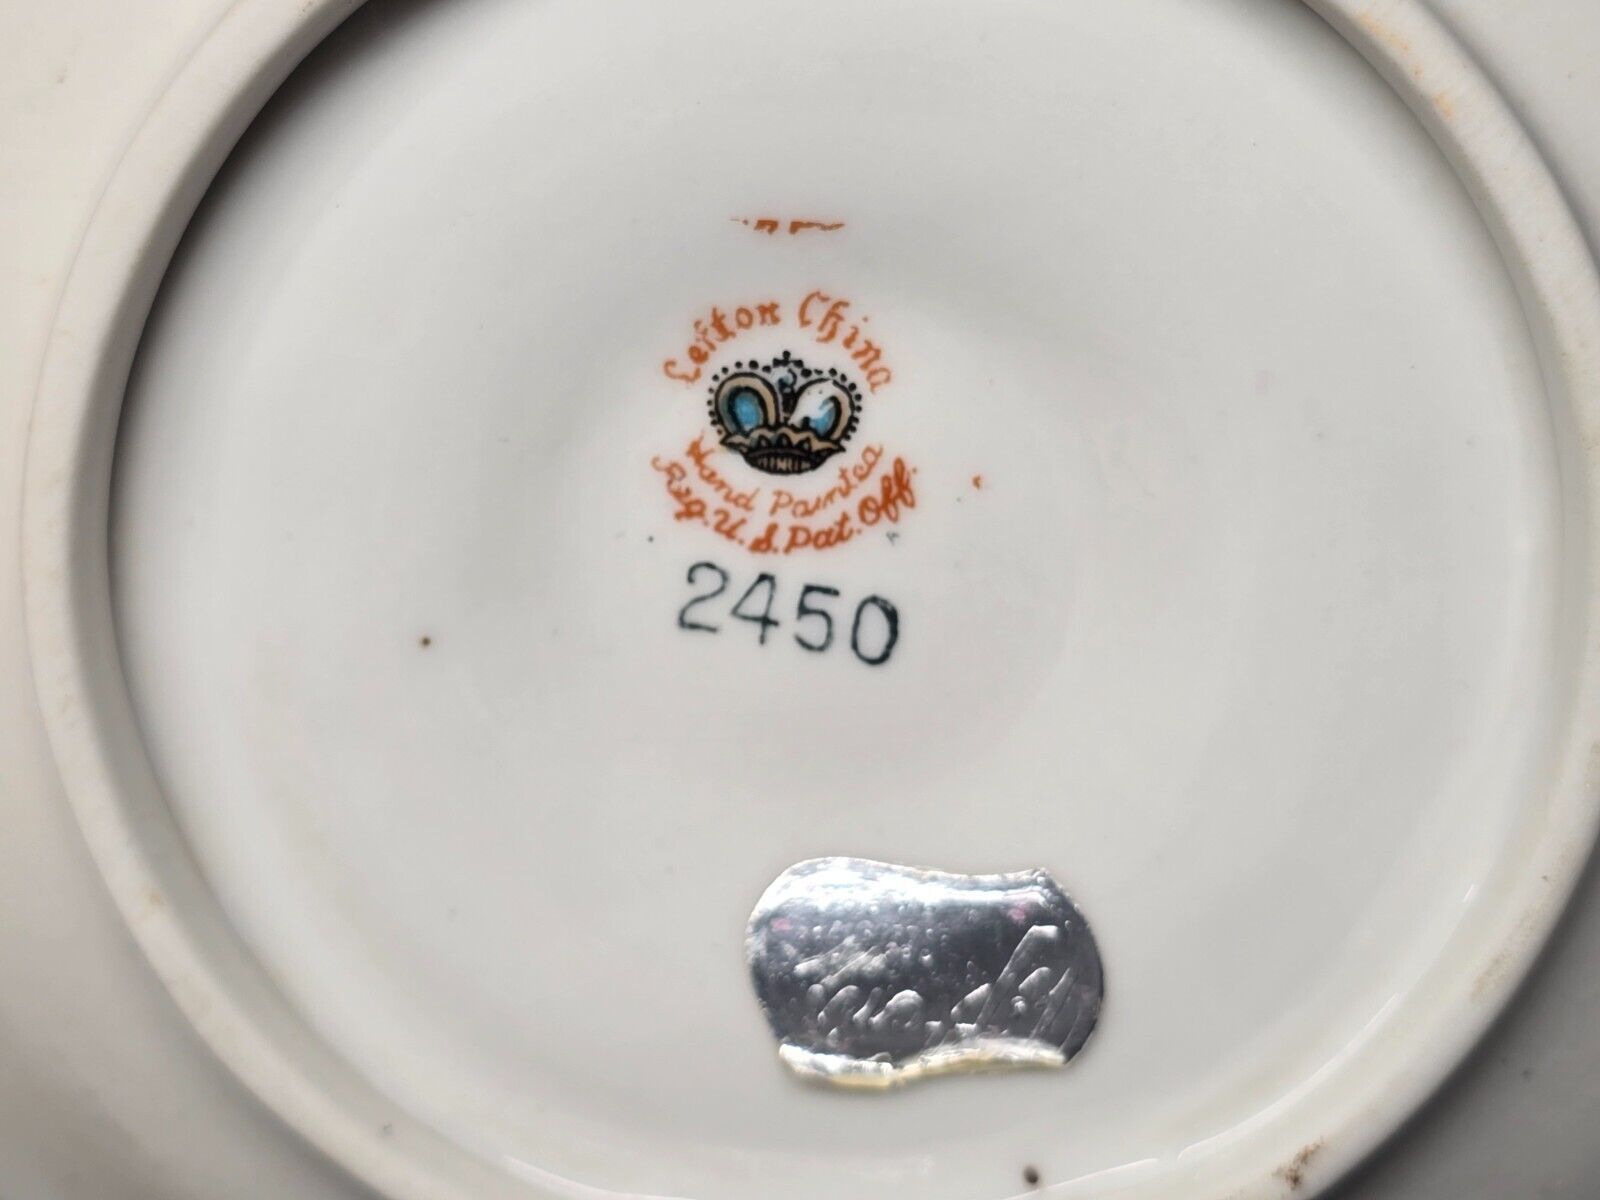 Lefton China
Hand Painted
Reg. U. S. Pat. Off.
2450